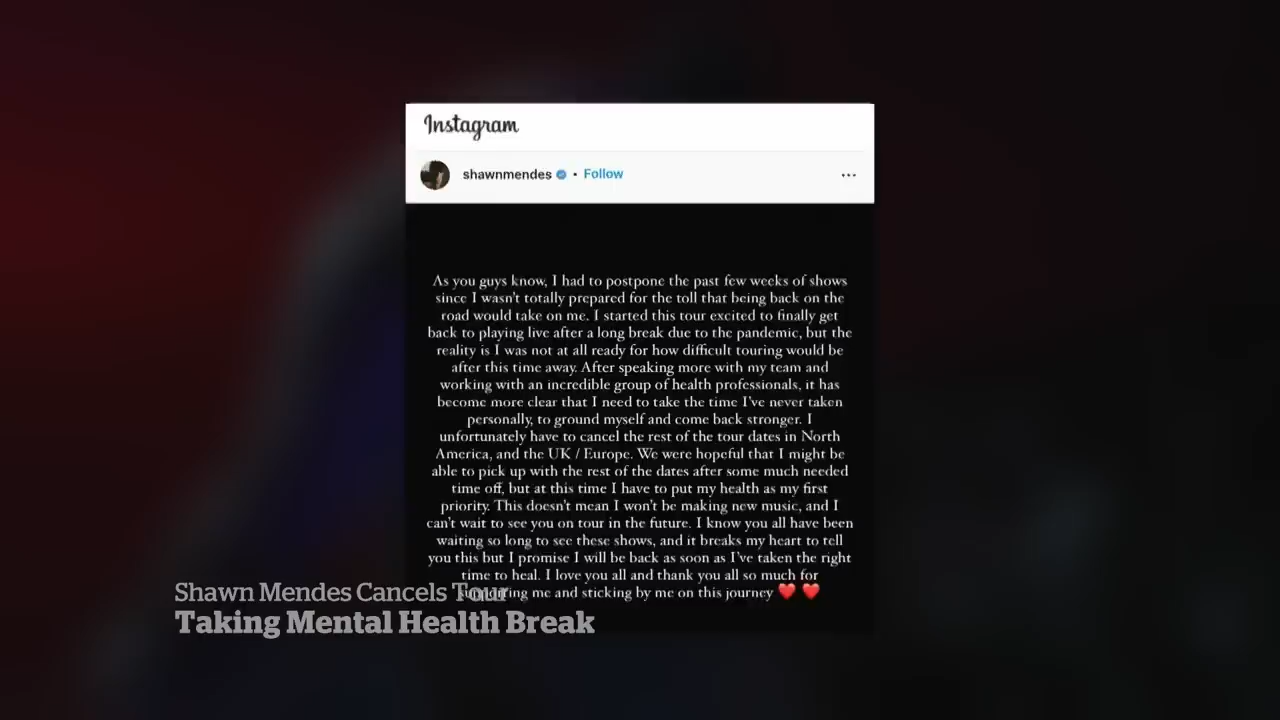 Instagram
shawnmendes • Follow
As you guys know, I had to postpone the past few weeks of shows
since I wasn't totally prepared for the toll that being back on the
road would take on me. I started this tour excited to finally get
back to playing live after a long break due to the pandemic, but the
reality is I was not at all ready for how difficult touring would be
after this time away. After speaking more with my team and
working with an incredible group of health professionals, it has
become more clear that I need to take the time I've never taken
personally, to ground myself and come back stronger. I
unfortunately have to cancel the rest of the tour dates in North
America, and the UK / Europe. We were hopeful that I might be
able to pick up with the rest of the dates after some much needed
time off, but at this time I have to put my health as my first
priority. This doesn't mean I won't be making new music, and I
can't wait to see you on tour in the future. I know you all have been
waiting so long to see these shows, and it breaks my heart to tell
you this but I promise I will be back as soon as I've taken the right
time to heal. I love you all and thank you all so much for
supporting me and sticking by me on this journey ❤️ ❤️
Shawn Mendes Cancels Tour
Taking Mental Health Break